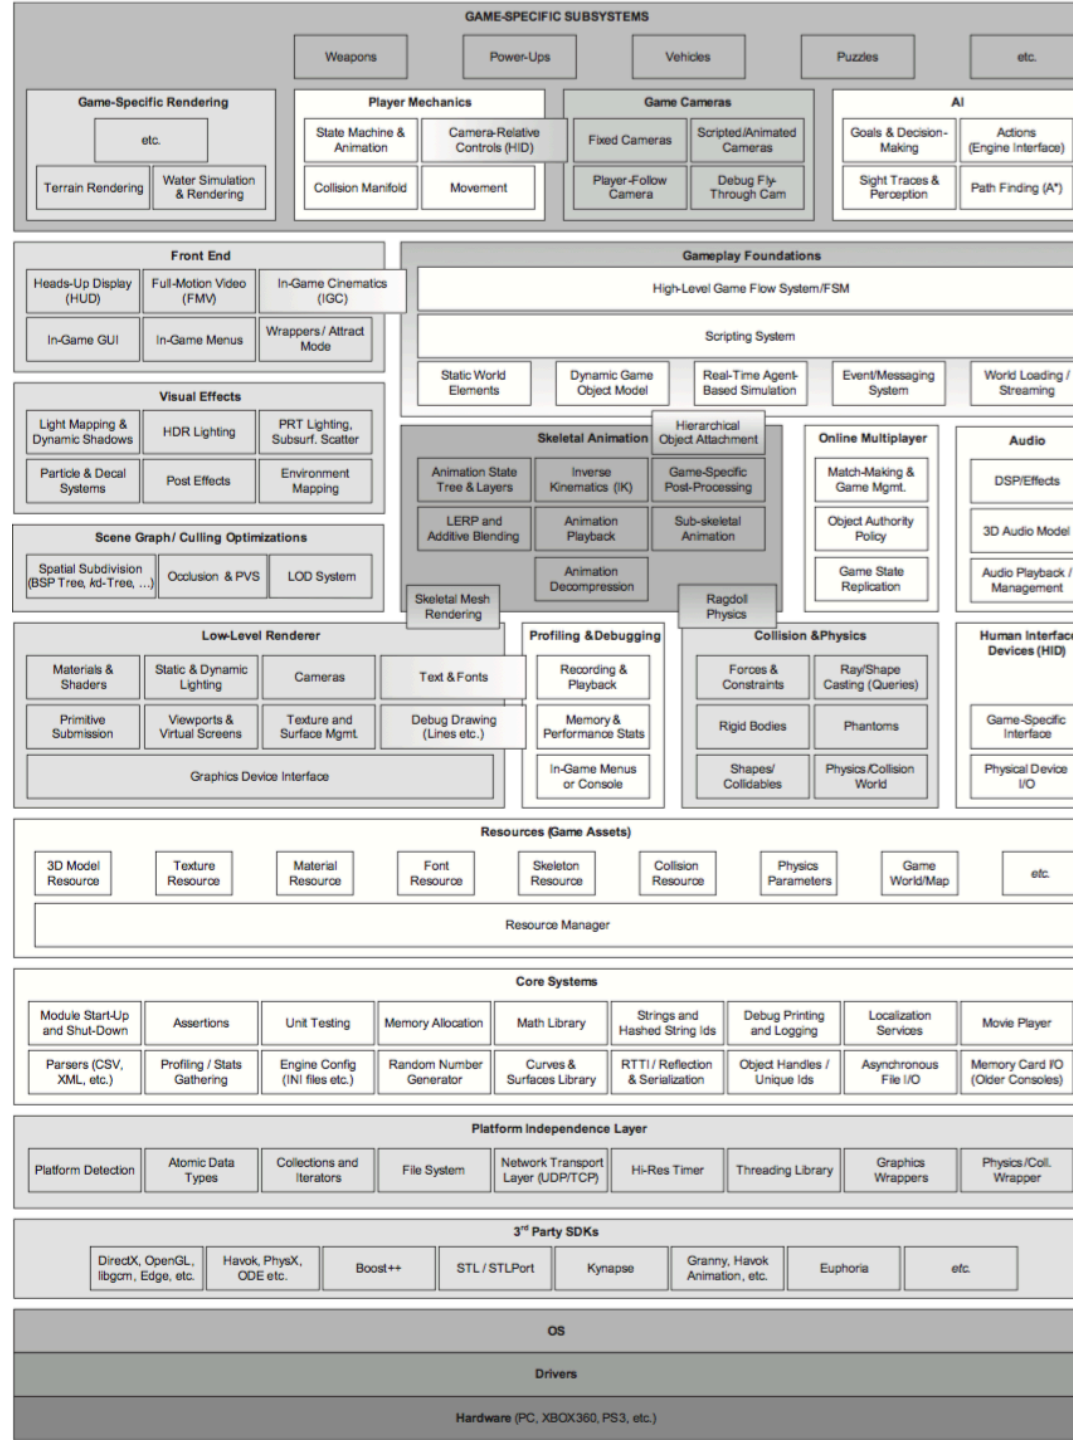 GAME-SPECIFIC SUBSYSTEMS
Weapons
Power-Ups
Vehicles
Puzzles
etc.
Game-Specific Rendering
etc.
Terrain Rendering
Water Simulation
& Rendering
Player Mechanics
State Machine &
Animation
Camera-Relative
Controls (HID)
Collision Manifold
Movement
Game Cameras
Fixed Cameras
Scripted/Animated
Cameras
Player-Follow
Camera
Debug Fly-
Through Cam
AI
Goals & Decision-
Making
Actions
(Engine Interface)
Sight Traces &
Perception
Path Finding (A*)
Front End
Heads-Up Display
(HUD)
Full-Motion Video
(FMV)
In-Game Cinematics
(IGC)
In-Game GUI
In-Game Menus
Wrappers / Attract
Mode
Gameplay Foundations
High-Level Game Flow System/FSM
Scripting System
Static World
Elements
Dynamic Game
Object Model
Real-Time Agent-
Based Simulation
Event/Messaging
System
World Loading /
Streaming
Visual Effects
Light Mapping &
Dynamic Shadows
HDR Lighting
PRT Lighting,
Subsurf. Scatter
Particle & Decal
Systems
Post Effects
Environment
Mapping
Hierarchical
Object Attachment
Skeletal Animation
Animation State
Tree & Layers
Inverse
Kinematics (IK)
Game-Specific
Post-Processing
LERP and
Additive Blending
Animation
Playback
Sub-skeletal
Animation
Animation
Decompression
Online Multiplayer
Match-Making &
Game Mgmt.
Object Authority
Policy
Game State
Replication
Audio
DSP/Effects
3D Audio Model
Audio Playback /
Management
Scene Graph / Culling Optimizations
Spatial Subdivision
(BSP Tree, kd-Tree, …)
Occlusion & PVS
LOD System
Skeletal Mesh
Rendering
Ragdoll
Physics
Low-Level Renderer
Materials &
Shaders
Static & Dynamic
Lighting
Cameras
Text & Fonts
Primitive
Submission
Viewports &
Virtual Screens
Texture and
Surface Mgmt.
Debug Drawing
(Lines etc.)
Graphics Device Interface
Profiling & Debugging
Recording &
Playback
Memory &
Performance Stats
In-Game Menus
or Console
Collision & Physics
Forces &
Constraints
Ray/Shape
Casting (Queries)
Rigid Bodies
Phantoms
Shapes/
Collidables
Physics/Collision
World
Human Interface
Devices (HID)
Game-Specific
Interface
Physical Device
I/O
Resources (Game Assets)
3D Model
Resource
Texture
Resource
Material
Resource
Font
Resource
Skeleton
Resource
Collision
Resource
Physics
Parameters
Game
World/Map
etc.
Resource Manager
Core Systems
Module Start-Up
and Shut-Down
Assertions
Unit Testing
Memory Allocation
Math Library
Strings and
Hashed String Ids
Debug Printing
and Logging
Localization
Services
Movie Player
Parsers (CSV,
XML, etc.)
Profiling / Stats
Gathering
Engine Config
(INI files etc.)
Random Number
Generator
Curves &
Surfaces Library
RTTI / Reflection
& Serialization
Object Handles /
Unique Ids
Asynchronous
File I/O
Memory Card I/O
(Older Consoles)
Platform Independence Layer
Platform Detection
Atomic Data
Types
Collections and
Iterators
File System
Network Transport
Layer (UDP/TCP)
Hi-Res Timer
Threading Library
Graphics
Wrappers
Physics/Coll.
Wrapper
3rd Party SDKs
DirectX, OpenGL,
libgcm, Edge, etc.
Havok, PhysX,
ODE etc.
Boost++
STL / STLPort
Kynapse
Granny, Havok
Animation, etc.
Euphoria
etc.
OS
Drivers
Hardware (PC, XBOX360, PS3, etc.)